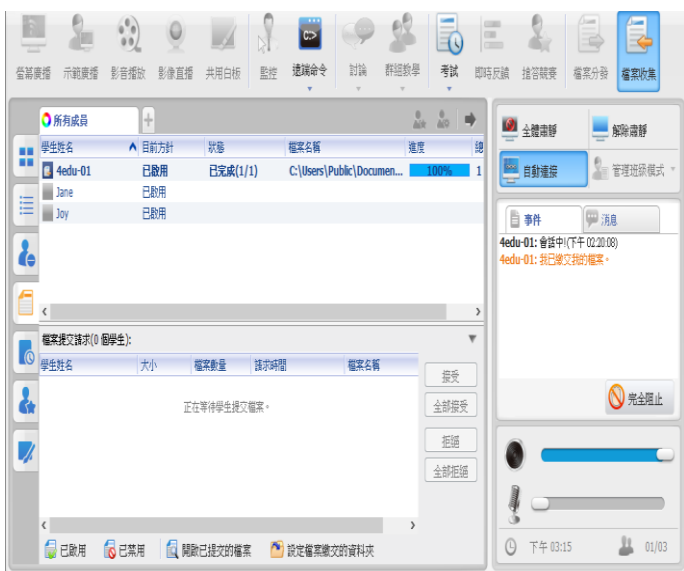 螢幕廣播 示範廣播 影音播放 影像直播 共用白板 監控 遠端命令 討論 群組教學 考試 即時反饋 搶答競賽 檔案分發 檔案收集
所有成員
學生姓名 目前方針 狀態 檔案名稱 進度 總
4edu-01 已啟用 已完成(1/1) C:\Users\Public\Documen... 100% 1
Jane 已啟用
Joy 已啟用
檔案提交請求(0 個學生):
學生姓名 大小 檔案數量 請求時間 檔案名稱
正在等待學生提交檔案。
接受
全部接受
拒絕
全部拒絕
已啟用 已禁用 開啟已提交的檔案 設定檔案繳交的資料夾
全體肅靜 解除肅靜
自動連接 管理班級模式
事件 消息
4edu-01: 會話中!(下午 02:20:08)
4edu-01: 我已繳交我的檔案。
完全阻止
下午 03:15 01/03